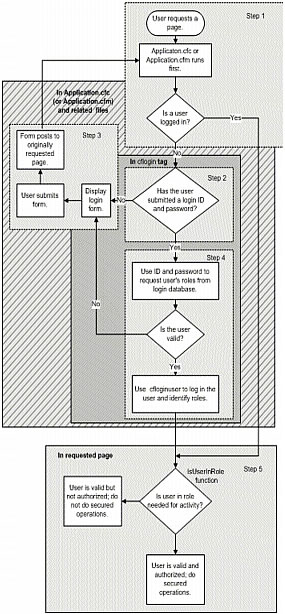 User requests a
page.
Step 1
Applicaton.cfc or
Application.cfm runs
first.
In Application.cfc
(or Application.cfm)
and related files
Is a user
logged in?
Yes
No
Step 3
Form posts to
originally
requested
page.
In cflogin tag
Step 2
Has the user
submitted a login ID
and password?
No
Display
login
form.
User submits
form.
Yes
Step 4
Use ID and password to
request user's roles from
login database.
No
Is the user
valid?
Yes
Use cfloginuser to log in the
user and identify roles.
In requested page
IsUserInRole
function
Step 5
User is valid but
not authorized; do
not do secured
operations.
Is user in role
needed for activity?
User is valid and
authorized; do
secured
operations.